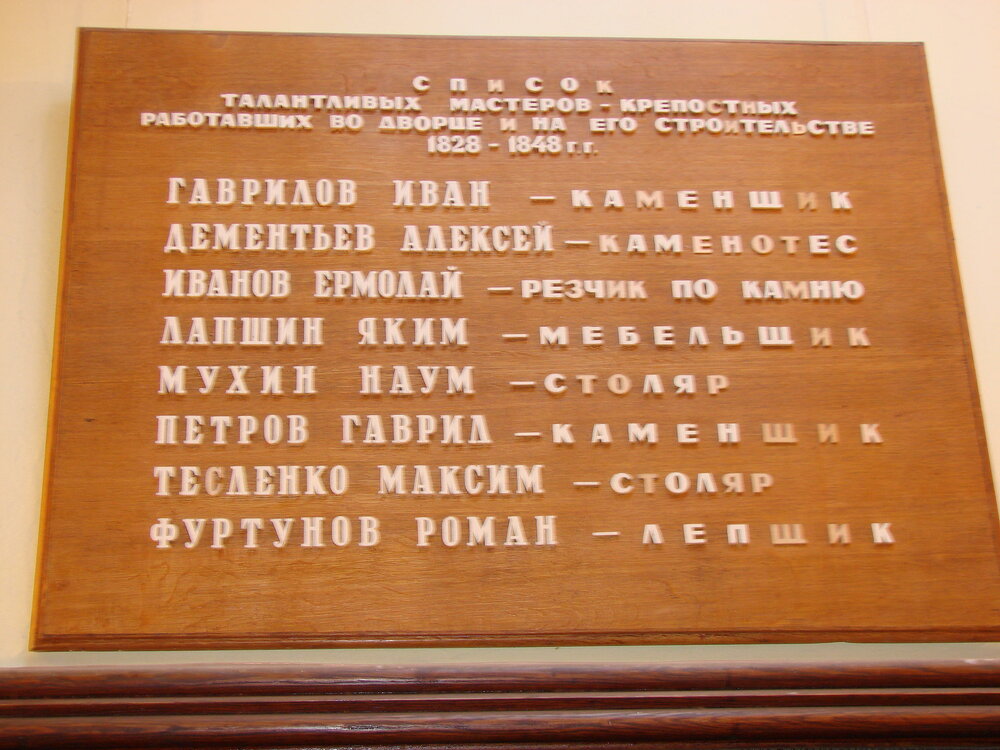 СПИСОК
ТАЛАНТЛИВЫХ МАСТЕРОВ - КРЕПОСТНЫХ
РАБОТАВШИХ ВО ДВОРЦЕ И НА ЕГО СТРОИТЕЛЬСТВЕ
1828 - 1848 г.г.
ГАВРИЛОВ ИВАН — КАМЕНЩИК
ДЕМЕНТЬЕВ АЛЕКСЕЙ — КАМЕНОТЕС
ИВАНОВ ЕРМОЛАЙ — РЕЗЧИК ПО КАМНЮ
ЛАПШИН ЯКИМ — МЕБЕЛЬЩИК
МУХИН НАУМ — СТОЛЯР
ПЕТРОВ ГАВРИЛ — КАМЕНЩИК
ТЕСЛЕНКО МАКСИМ — СТОЛЯР
ФУРТУНОВ РОМАН — ЛЕПЩИК